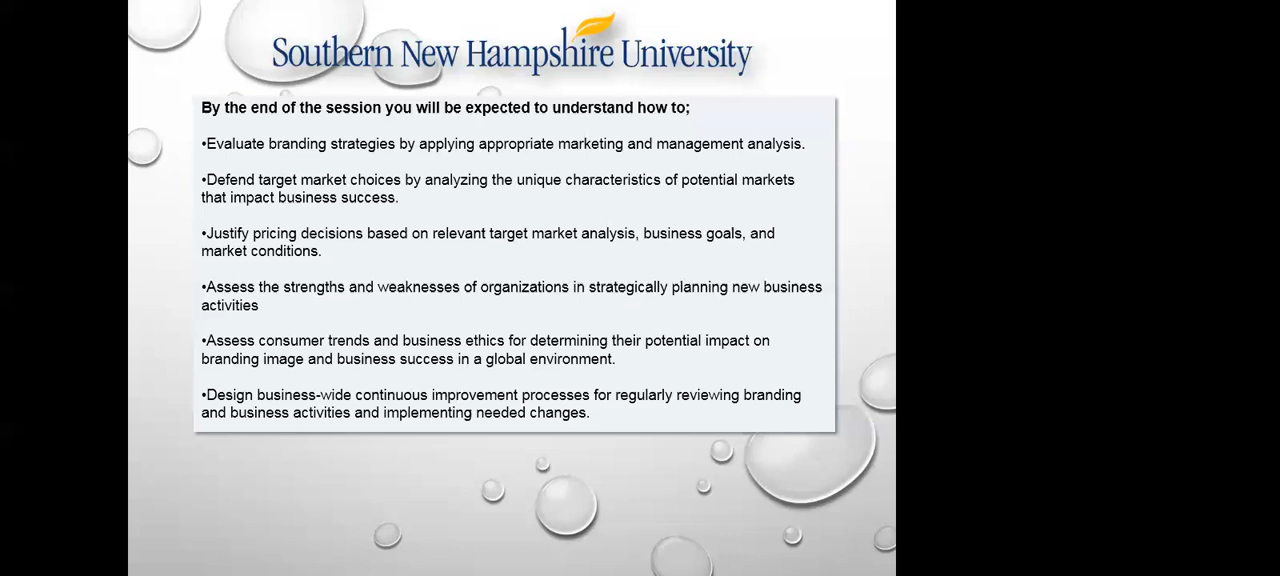 Southern New Hampshire University
By the end of the session you will be expected to understand how to;
•Evaluate branding strategies by applying appropriate marketing and management analysis.
•Defend target market choices by analyzing the unique characteristics of potential markets
that impact business success.
•Justify pricing decisions based on relevant target market analysis, business goals, and
market conditions.
•Assess the strengths and weaknesses of organizations in strategically planning new business
activities
•Assess consumer trends and business ethics for determining their potential impact on
branding image and business success in a global environment.
•Design business-wide continuous improvement processes for regularly reviewing branding
and business activities and implementing needed changes.